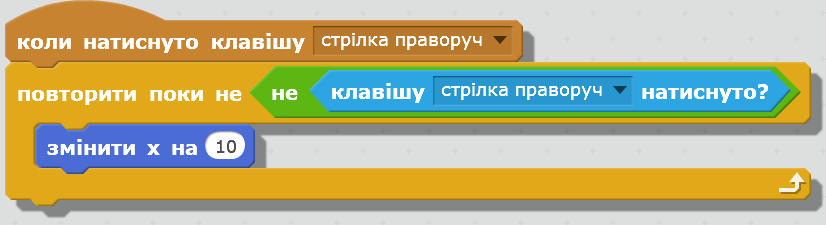 коли натиснуто клавішу стрілка праворуч
повторити поки не не клавішу стрілка праворуч натиснуто?
змінити x на 10